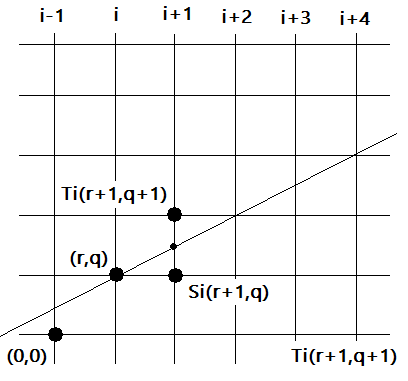 i-1 i i+1 i+2 i+3 i+4
Ti(r+1,q+1)
(r,q)
Si(r+1,q)
(0,0) Ti(r+1,q+1)